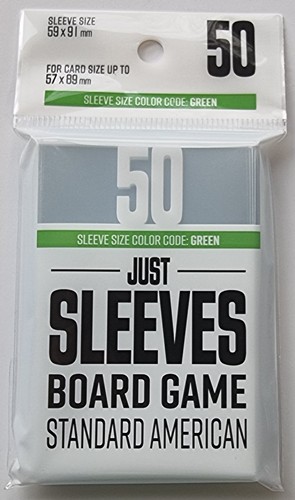 SLEEVE SIZE
59 x 91 mm
50
FOR CARD SIZE UP TO
57 x 89 mm
SLEEVE SIZE COLOR CODE: GREEN
50
SLEEVE SIZE COLOR CODE: GREEN
JUST
SLEEVES
BOARD GAME
STANDARD AMERICAN